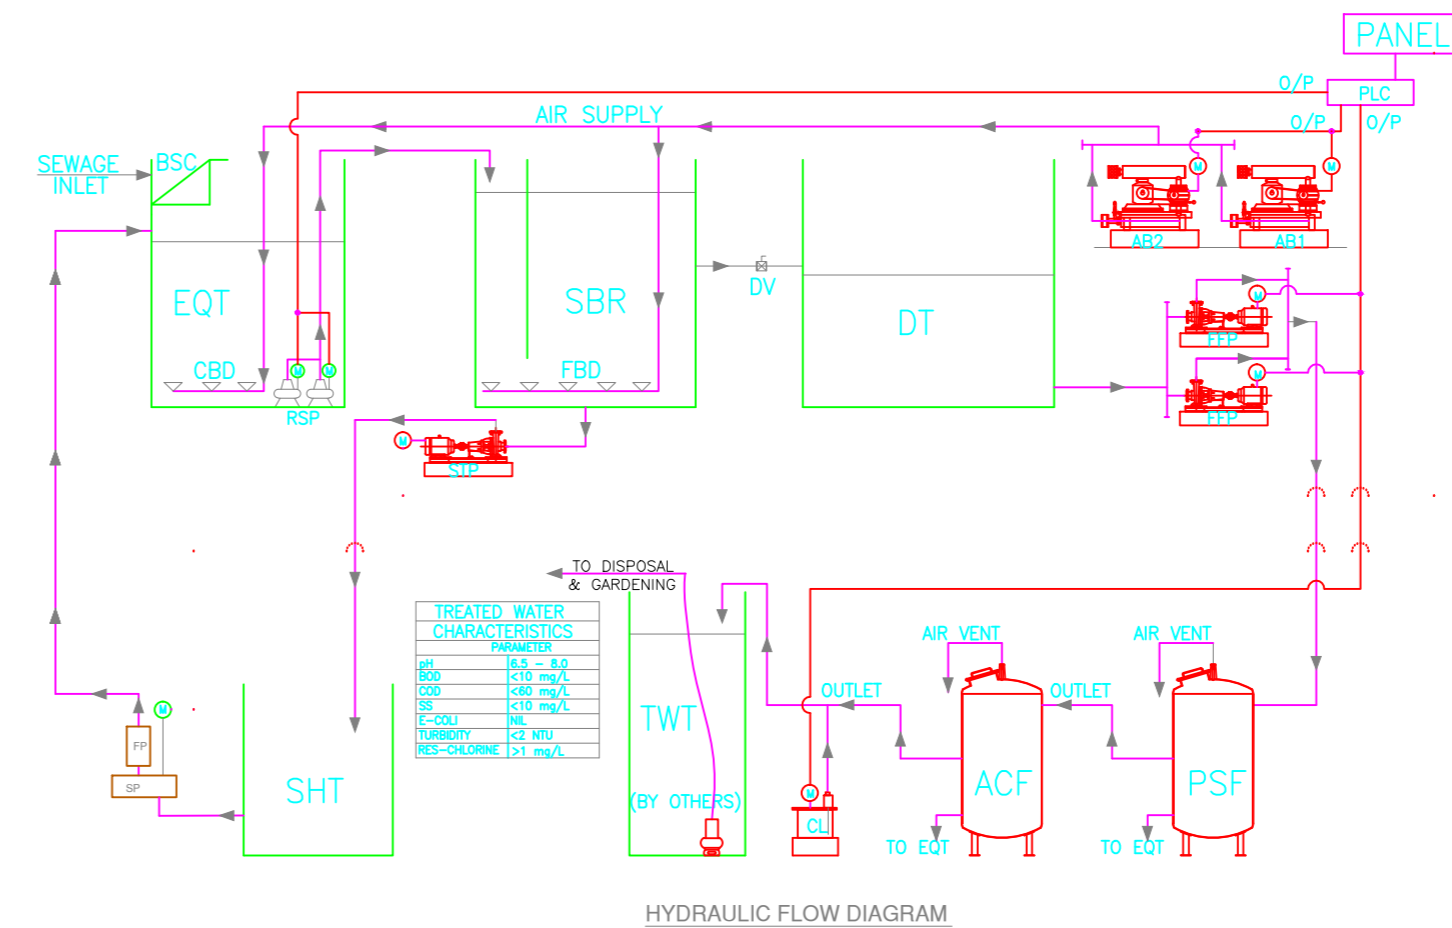 PANEL
O/P
PLC
AIR SUPPLY
O/P
O/P
SEWAGE
INLET
BSC
M
M
AB2
AB1
EQT
SBR
DV
DT
M
FFP
CBD
FBD
M
M
M
RSP
FFP
M
STP
TO DISPOSAL
& GARDENING
TREATED WATER
CHARACTERISTICS
PARAMETER
pH 6.5 - 8.0
BOD <10 mg/L
COD <60 mg/L
SS <10 mg/L
E-COLI NIL
TURBIDITY <2 NTU
RES-CHLORINE >1 mg/L
AIR VENT
AIR VENT
OUTLET
OUTLET
M
TWT
FP
SP
SHT
(BY OTHERS)
M
CL
ACF
PSF
TO EQT
TO EQT
HYDRAULIC FLOW DIAGRAM